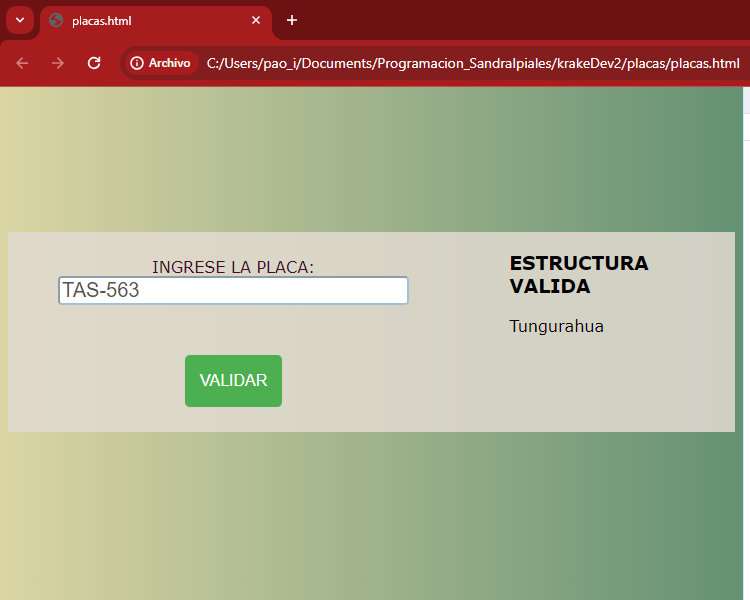 placas.html
Archivo
C:/Users/pao_i/Documents/Programacion_SandraIpiales/krakeDev2/placas/placas.html
INGRESE LA PLACA:
TAS-563
VALIDAR
ESTRUCTURA
VALIDA
Tungurahua